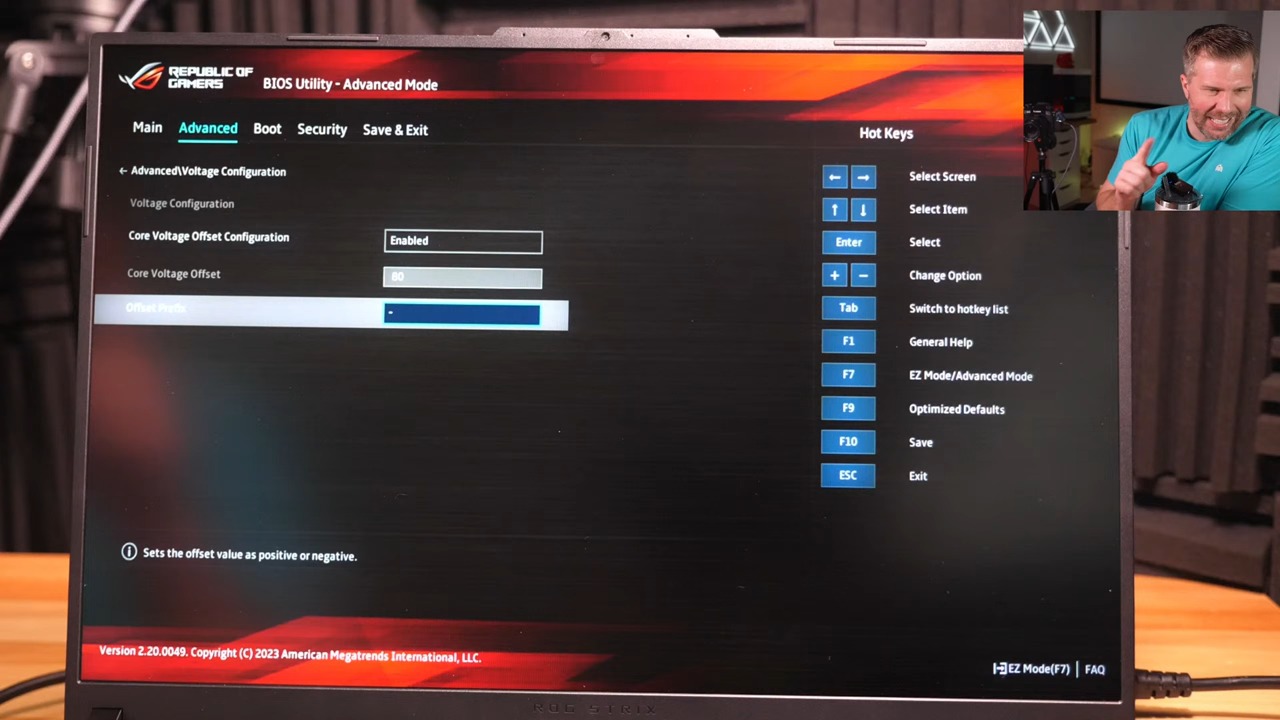 REPUBLIC OF
GAMERS
BIOS Utility - Advanced Mode
Main Advanced Boot Security Save & Exit
Hot Keys
← Advanced\Voltage Configuration
Voltage Configuration
Core Voltage Offset Configuration Enabled
Core Voltage Offset 80
Offset Prefix -
← → Select Screen
↑ ↓ Select Item
Enter Select
+ - Change Option
Tab Switch to hotkey list
F1 General Help
F7 EZ Mode/Advanced Mode
F9 Optimized Defaults
F10 Save
ESC Exit
Sets the offset value as positive or negative.
Version 2.20.0049. Copyright (C) 2023 American Megatrends International, LLC.
EZ Mode(F7) | FAQ
ROG STRIX